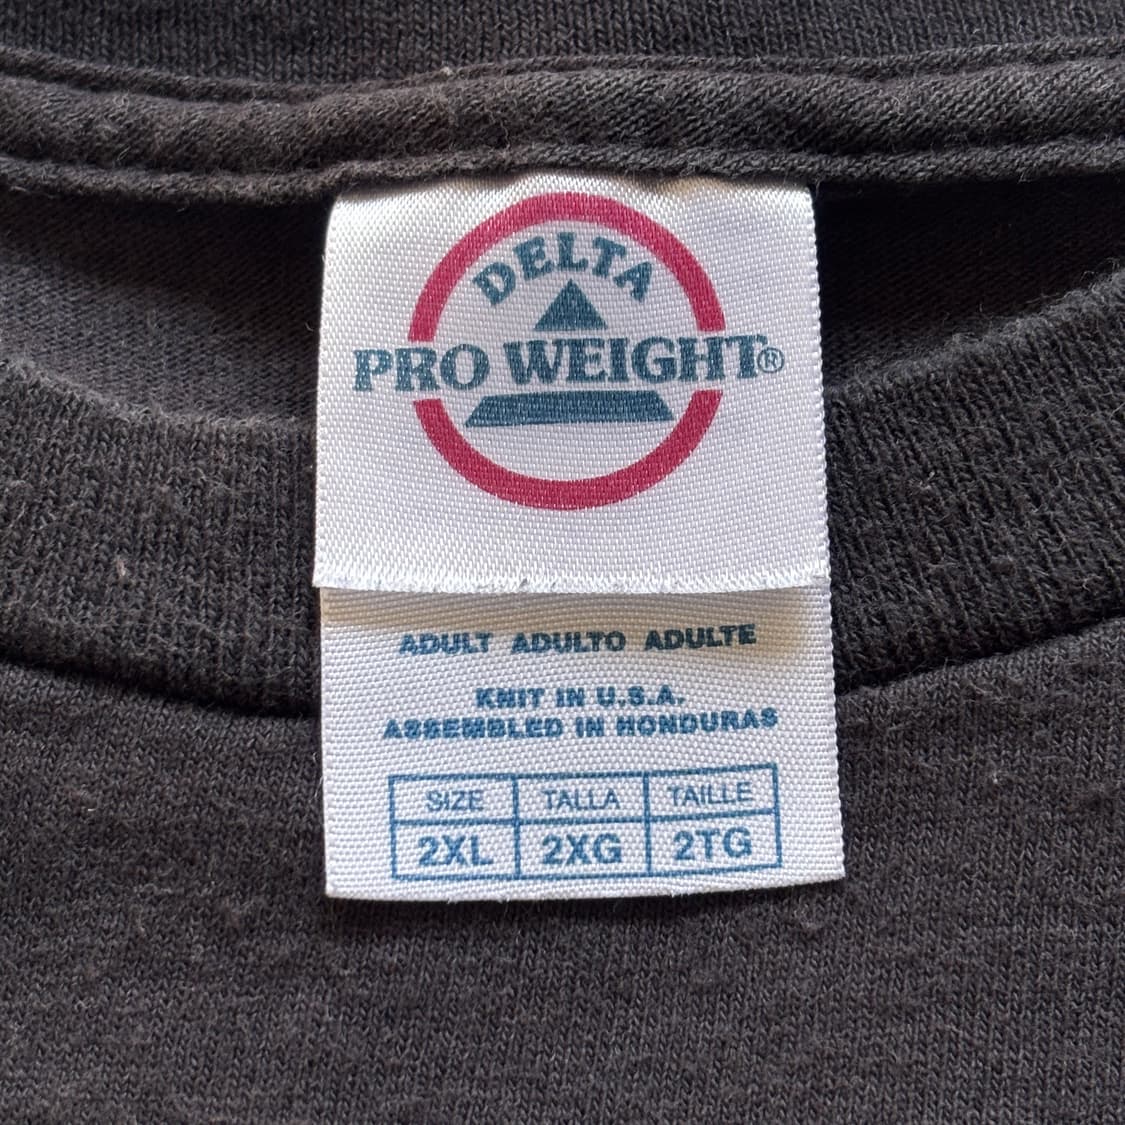 DELTA
PRO WEIGHT®
ADULT ADULTO ADULTE
KNIT IN U.S.A.
ASSEMBLED IN HONDURAS
SIZE TALLA TAILLE
2XL 2XG 2TG